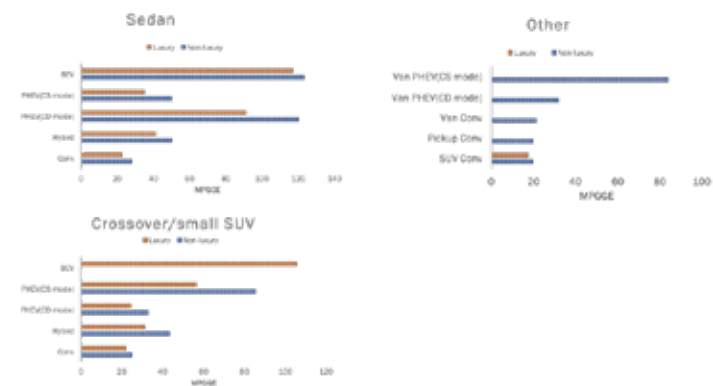 Sedan
Luxury Non-luxury
BEV
PHEV(CS mode)
PHEV(CD mode)
Hybrid
Conv
0 20 40 60 80 100 120 140
MPGGE
Other
Luxury Non-luxury
Van PHEV(CS mode)
Van PHEV(CD mode)
Van Conv
Pickup Conv
SUV Conv
0 20 40 60 80 100
MPGGE
Crossover/small SUV
Luxury Non-luxury
BEV
PHEV(CS mode)
PHEV(CD mode)
Hybrid
Conv
0 20 40 60 80 100 120
MPGGE